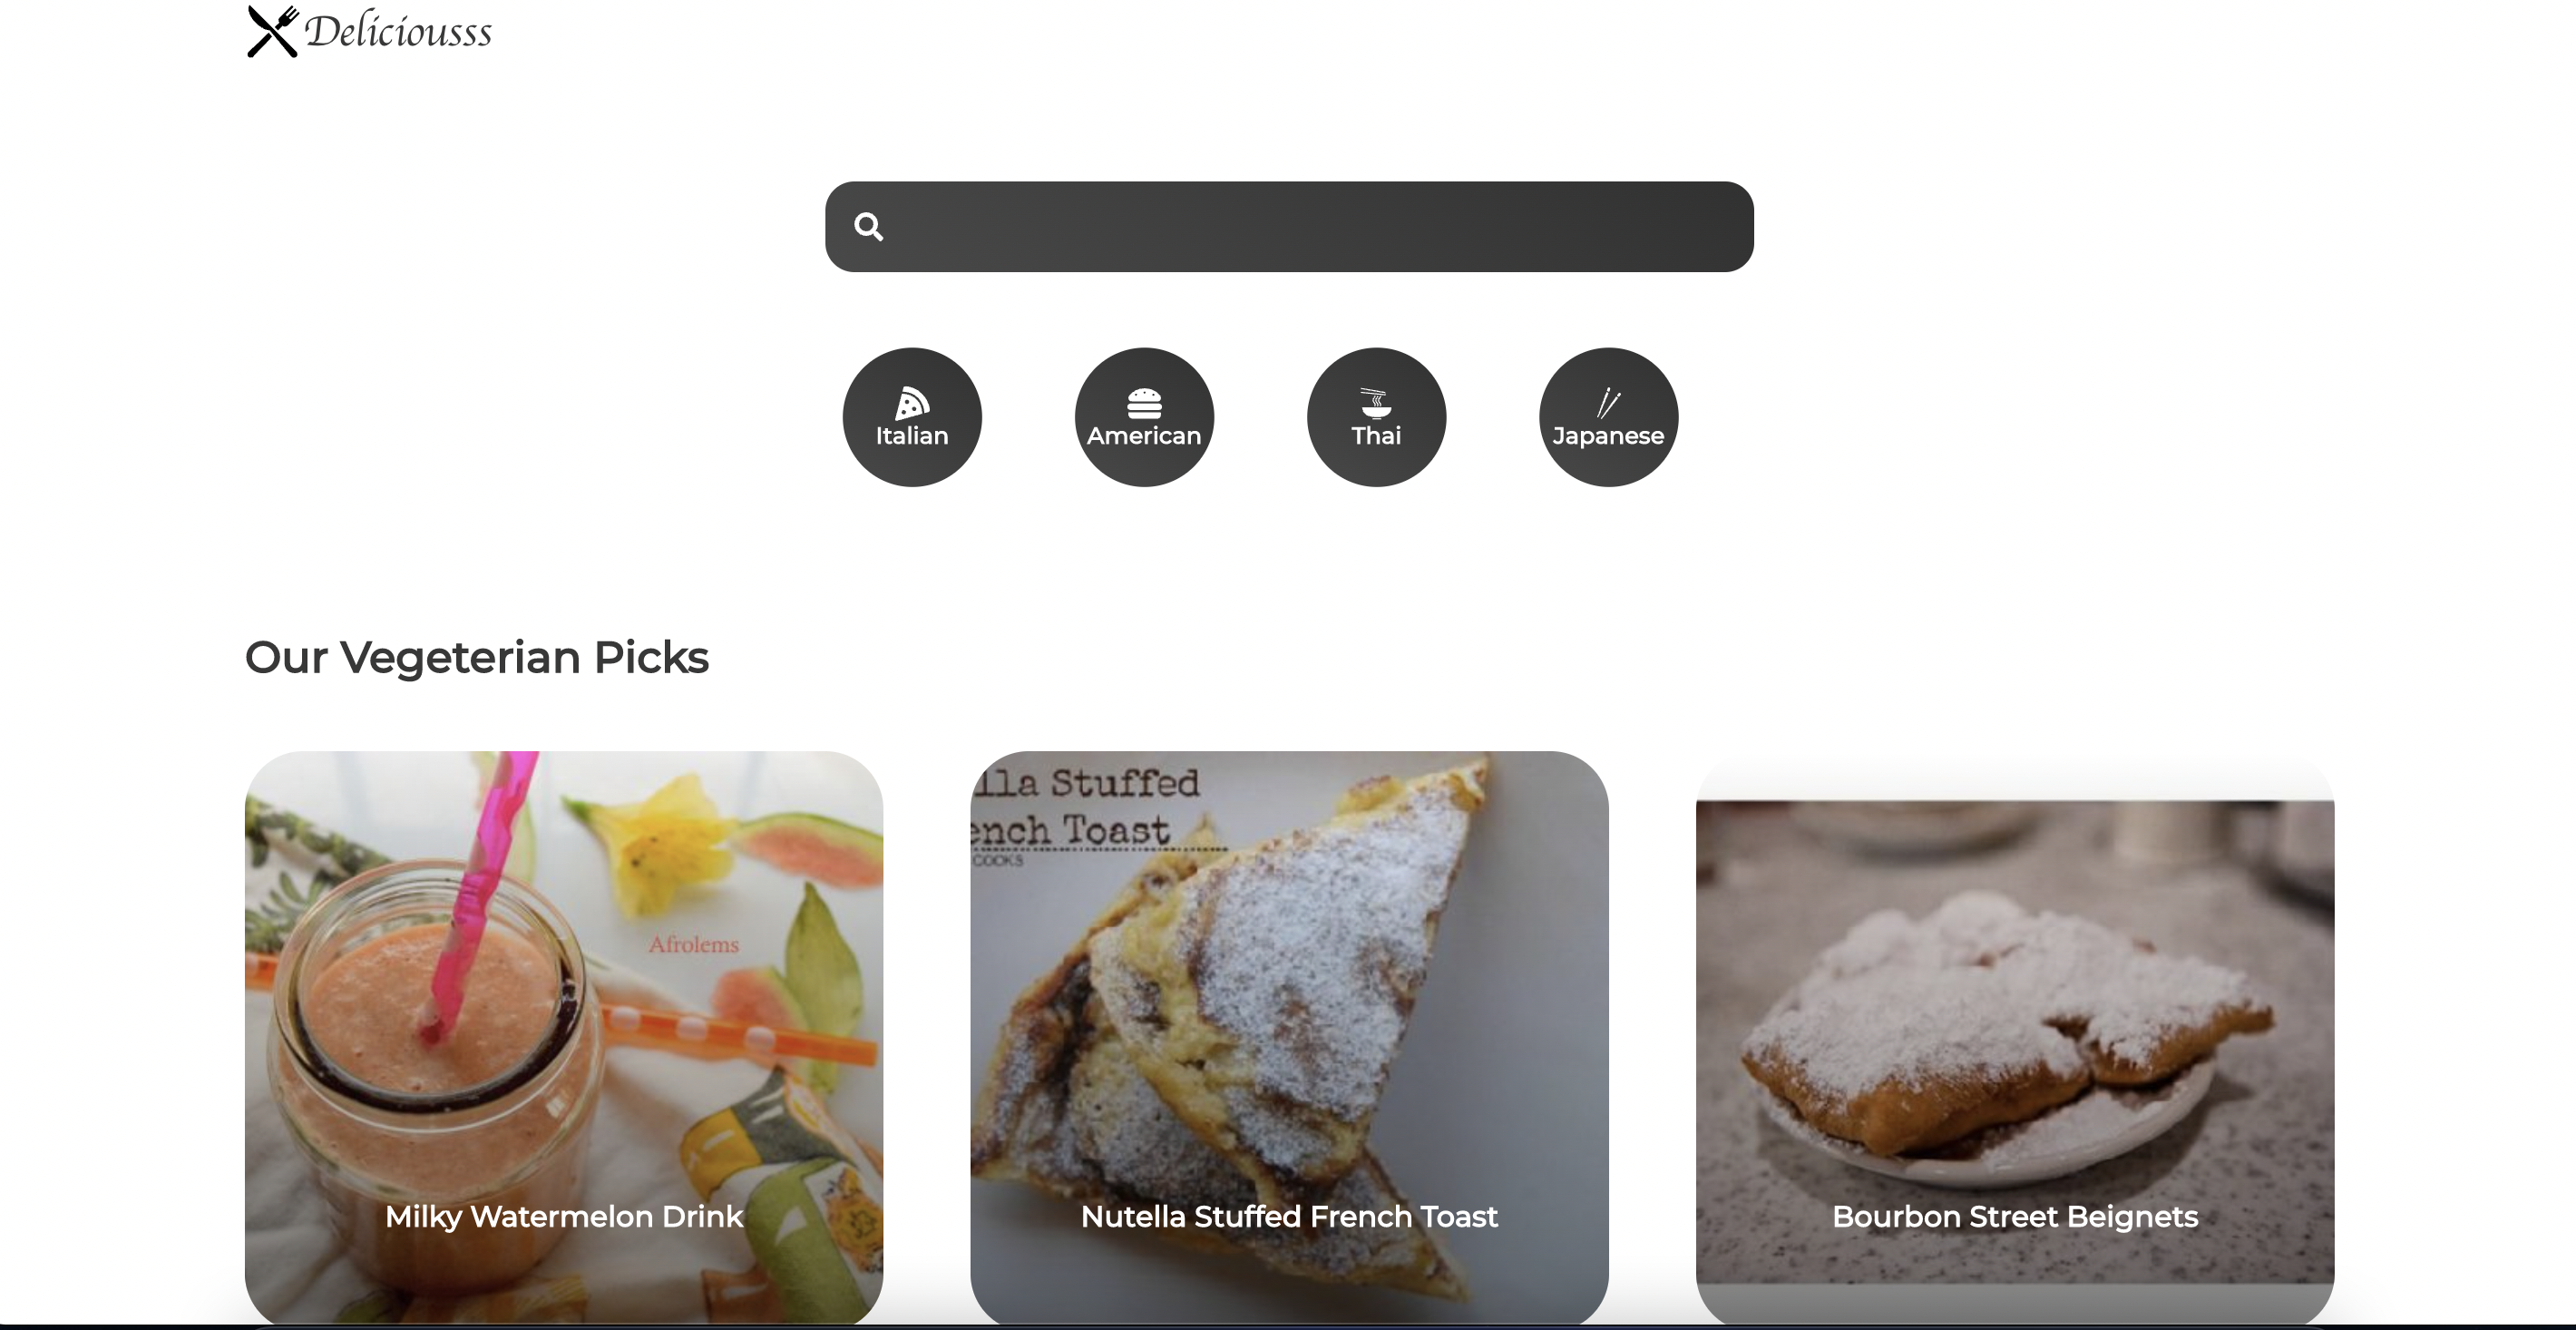 Deliciousss
Italian
American
Thai
Japanese
Our Vegeterian Picks
lla Stuffed
ench Toast
COOKS
Afrolems
Milky Watermelon Drink
Nutella Stuffed French Toast
Bourbon Street Beignets